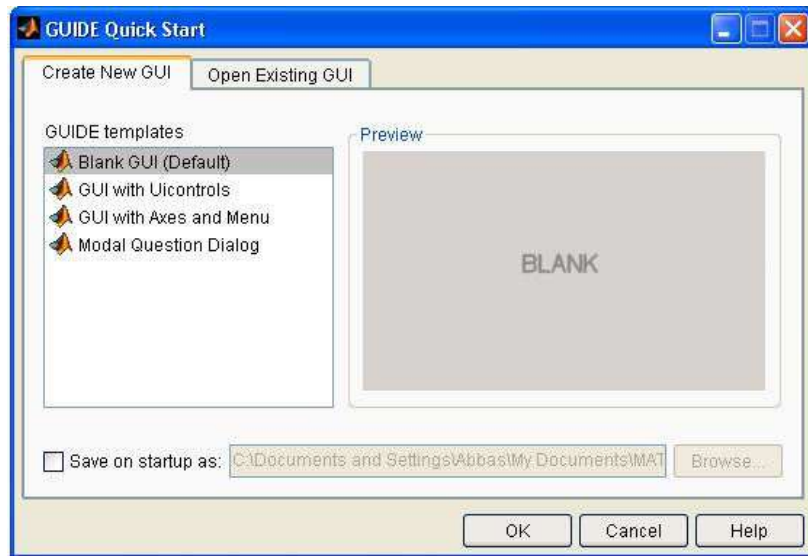 GUIDE Quick Start
Create New GUI
Open Existing GUI
GUIDE templates
Blank GUI (Default)
GUI with Uicontrols
GUI with Axes and Menu
Modal Question Dialog
Preview
BLANK
Save on startup as: C:\Documents and Settings\Abbas\My Documents\MAT Browse...
OK Cancel Help